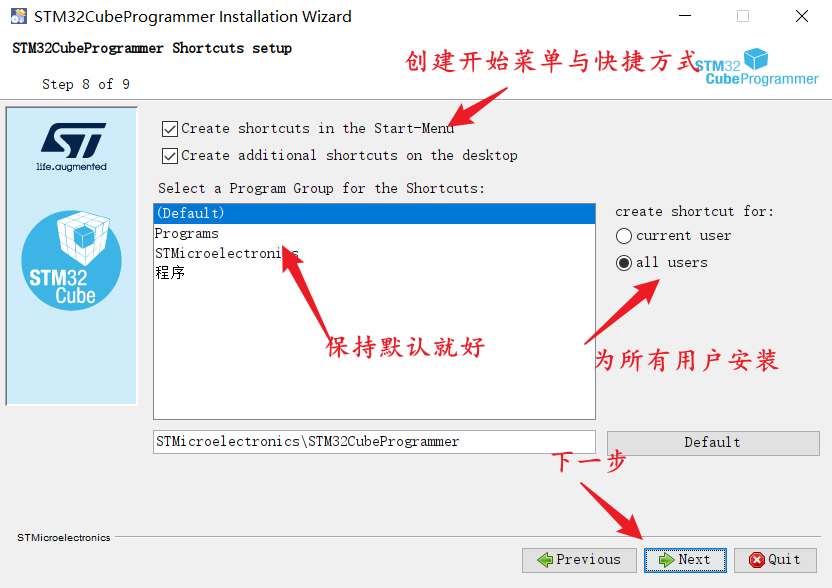 STM32CubeProgrammer Installation Wizard
STM32CubeProgrammer Shortcuts setup
Step 8 of 9
创建开始菜单与快捷方式
STM32
CubeProgrammer
life.augmented
STM32
Cube
Create shortcuts in the Start-Menu
Create additional shortcuts on the desktop
Select a Program Group for the Shortcuts:
(Default)
Programs
STMicroelectronics
程序
保持默认就好
create shortcut for:
current user
all users
为所有用户安装
STMicroelectronics\STM32CubeProgrammer
Default
下一步
STMicroelectronics
Previous
Next
Quit